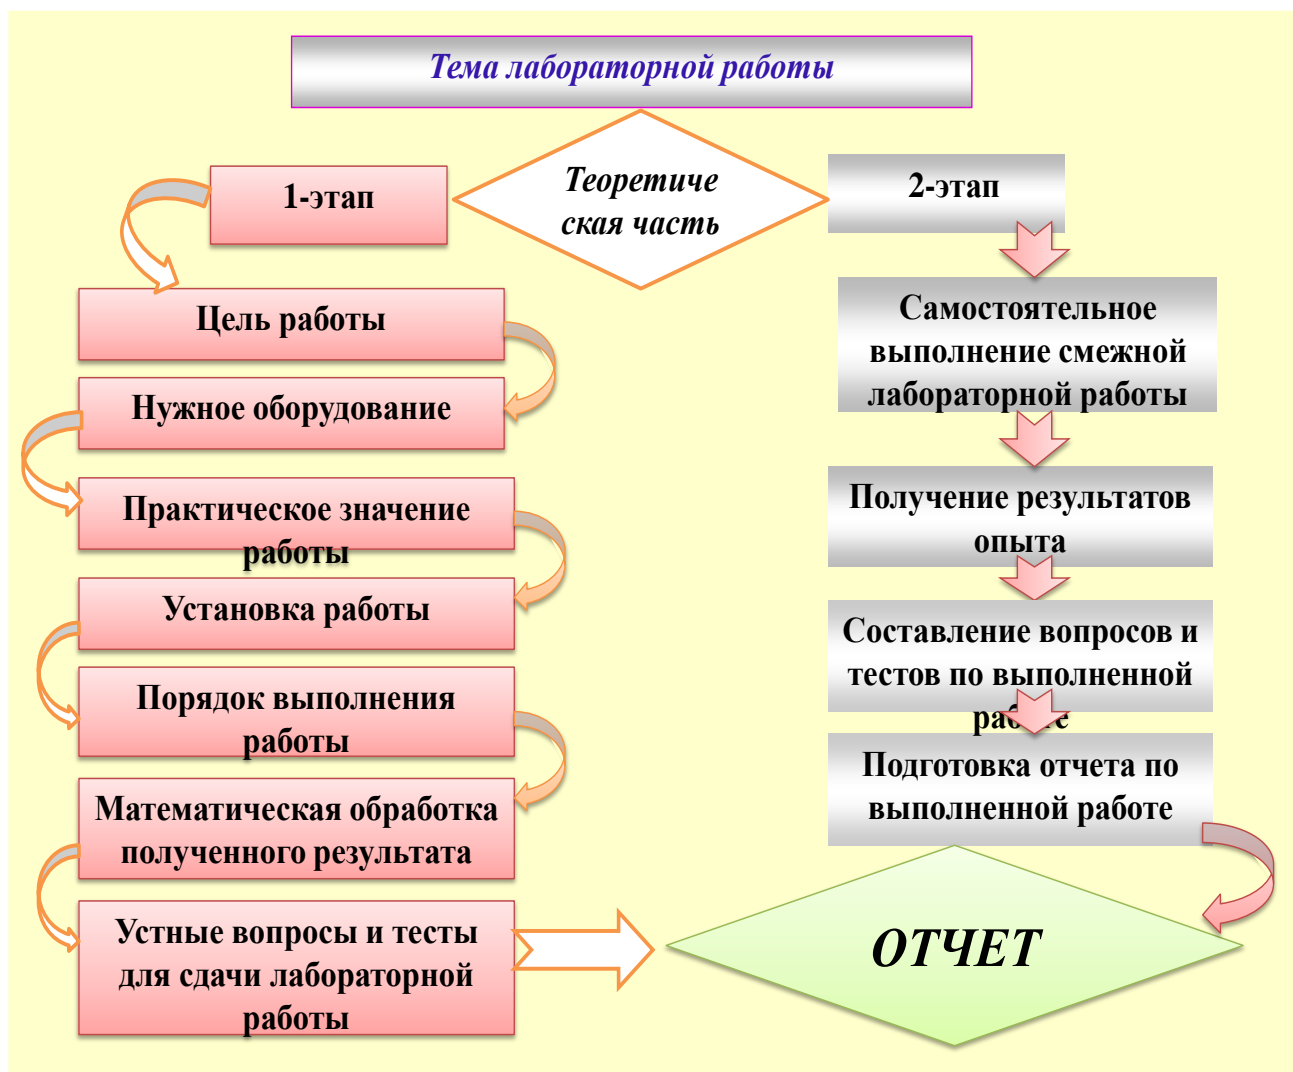 Тема лабораторной работы
Теоретиче
ская часть
1-этап
Цель работы
Нужное оборудование
Практическое значение
работы
Установка работы
Порядок выполнения
работы
Математическая обработка
полученного результата
Устные вопросы и тесты
для сдачи лабораторной
работы
2-этап
Самостоятельное
выполнение смежной
лабораторной работы
Получение результатов
опыта
Составление вопросов и
тестов по выполненной
работе
Подготовка отчета по
выполненной работе
ОТЧЕТ